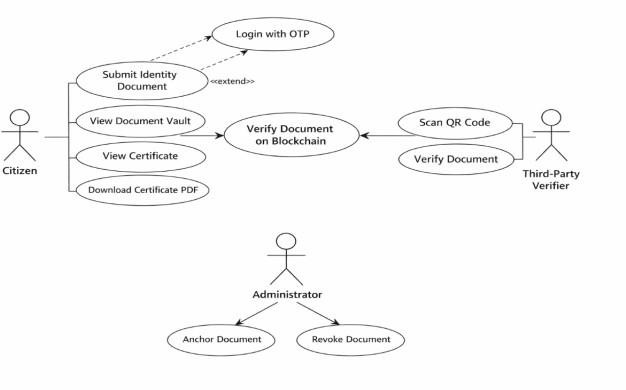 Login with OTP
Submit Identity
Document
<<extend>>
View Document Vault
Verify Document
on Blockchain
Scan QR Code
View Certificate
Verify Document
Citizen
Third-Party
Verifier
Download Certificate PDF
Administrator
Anchor Document
Revoke Document